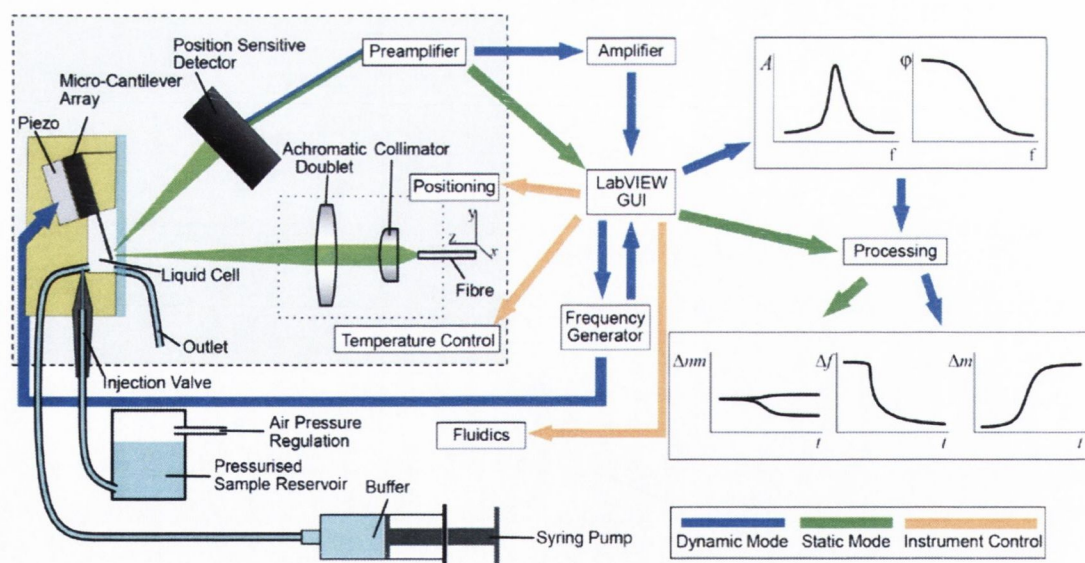 Position Sensitive
Detector
Preamplifier
Amplifier
Micro-Cantilever
Array
Piezo
A
f
φ
f
Achromatic
Doublet
Collimator
Positioning
LabVIEW
GUI
y
z
x
Processing
Liquid Cell
Fibre
Outlet
Temperature Control
Frequency
Generator
Injection Valve
Δnm
t
Δf
t
Δm
t
Air Pressure
Regulation
Fluidics
Pressurised
Sample Reservoir
Buffer
Syring Pump
Dynamic Mode
Static Mode
Instrument Control